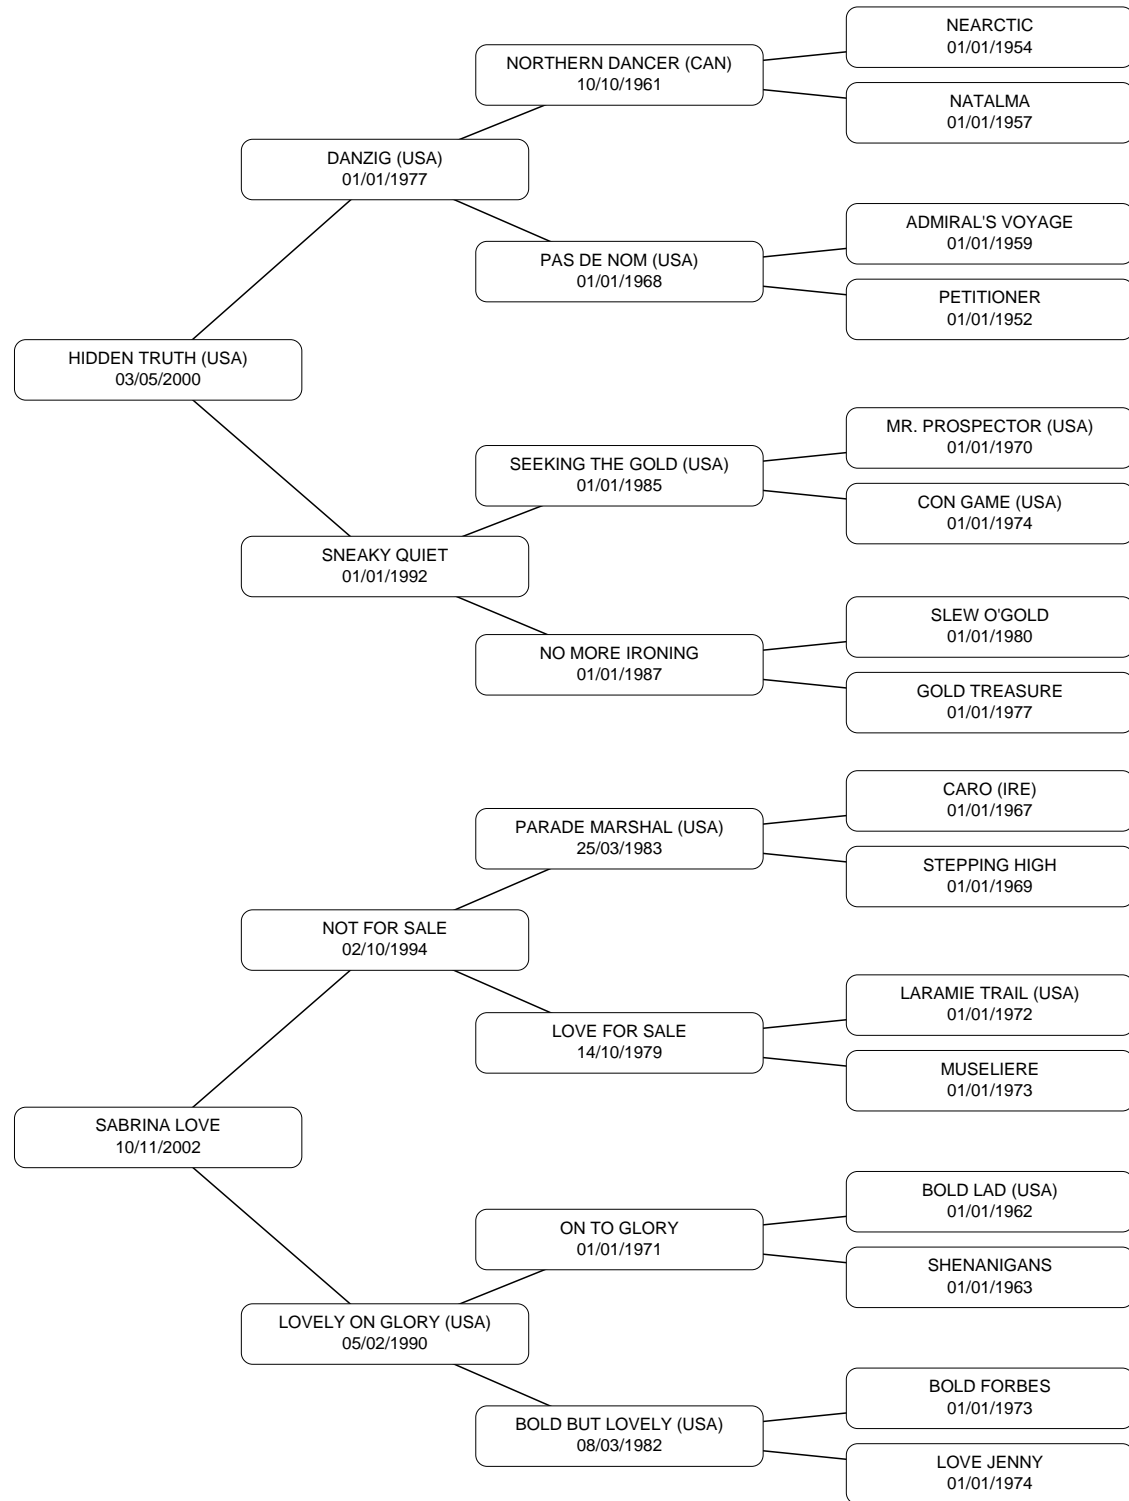 NEARCTIC
01/01/1954
NORTHERN DANCER (CAN)
10/10/1961
NATALMA
01/01/1957
DANZIG (USA)
01/01/1977
ADMIRAL'S VOYAGE
01/01/1959
PAS DE NOM (USA)
01/01/1968
PETITIONER
01/01/1952
HIDDEN TRUTH (USA)
03/05/2000
MR. PROSPECTOR (USA)
01/01/1970
SEEKING THE GOLD (USA)
01/01/1985
CON GAME (USA)
01/01/1974
SNEAKY QUIET
01/01/1992
SLEW O'GOLD
01/01/1980
NO MORE IRONING
01/01/1987
GOLD TREASURE
01/01/1977
CARO (IRE)
01/01/1967
PARADE MARSHAL (USA)
25/03/1983
STEPPING HIGH
01/01/1969
NOT FOR SALE
02/10/1994
LARAMIE TRAIL (USA)
01/01/1972
LOVE FOR SALE
14/10/1979
MUSELIERE
01/01/1973
SABRINA LOVE
10/11/2002
BOLD LAD (USA)
01/01/1962
ON TO GLORY
01/01/1971
SHENANIGANS
01/01/1963
LOVELY ON GLORY (USA)
05/02/1990
BOLD FORBES
01/01/1973
BOLD BUT LOVELY (USA)
08/03/1982
LOVE JENNY
01/01/1974